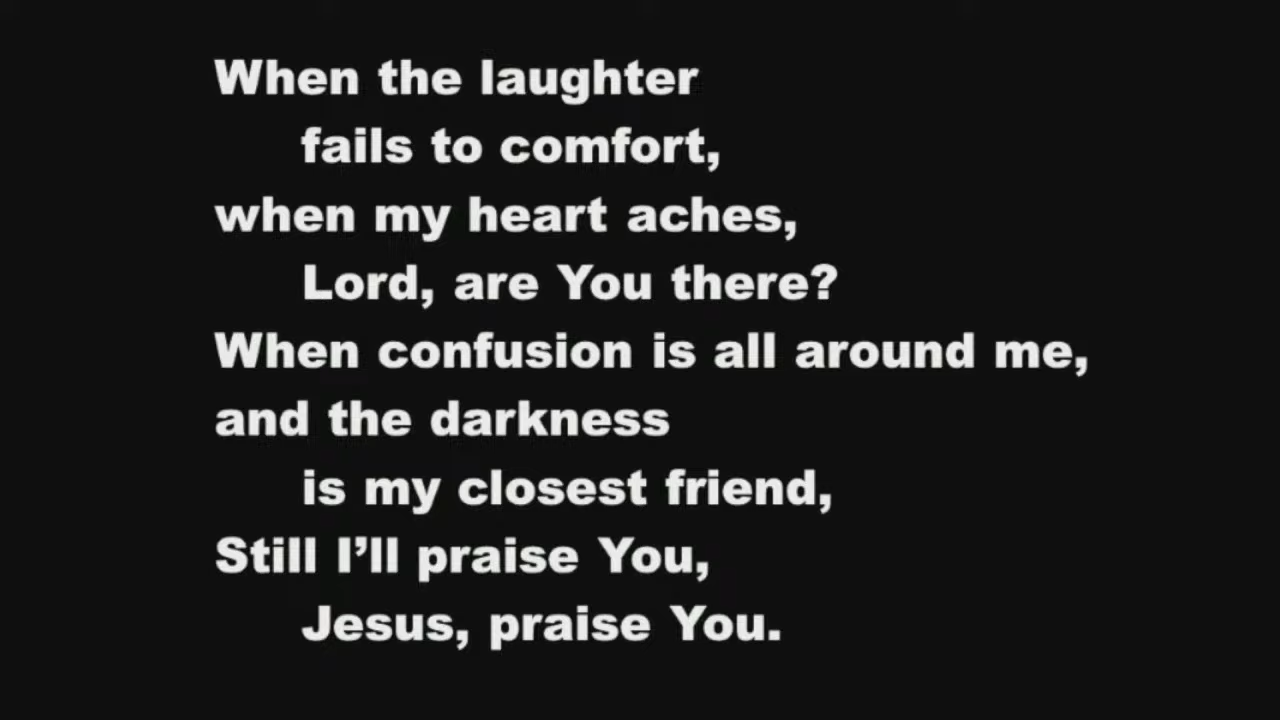 When the laughter
fails to comfort,
when my heart aches,
Lord, are You there?
When confusion is all around me,
and the darkness
is my closest friend,
Still I’ll praise You,
Jesus, praise You.